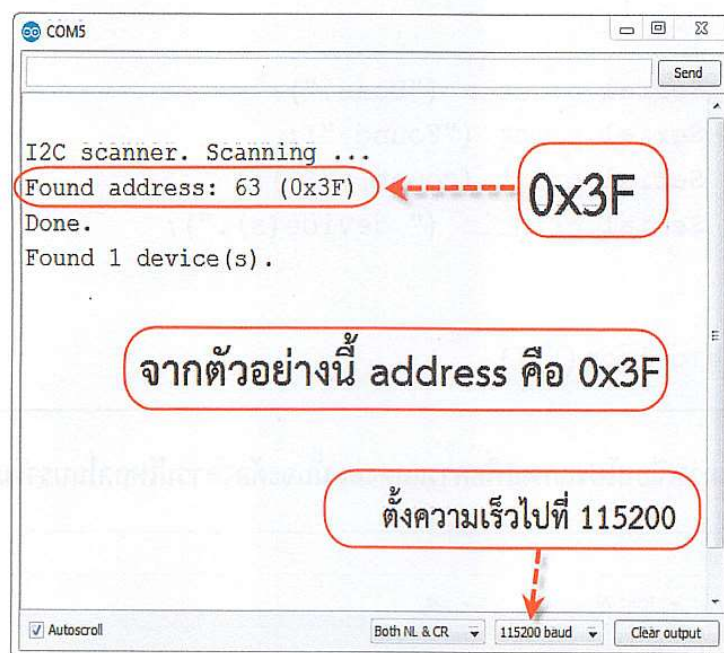 COM5
Send
I2C scanner. Scanning ...
Found address: 63 (0x3F)
0x3F
Done.
Found 1 device(s).
จากตัวอย่างนี้ address คือ 0x3F
ตั้งความเร็วไปที่ 115200
Autoscroll
Both NL & CR
115200 baud
Clear output